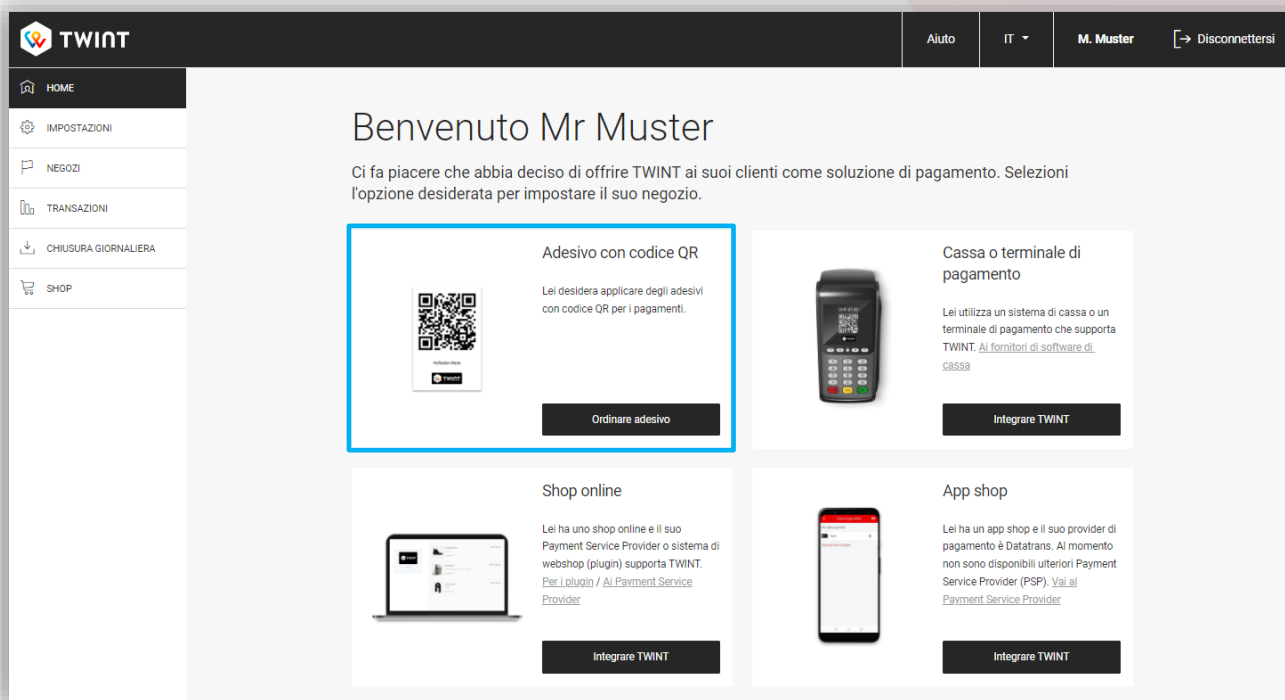 TWINT
Aiuto
IT
M. Muster
Disconnettersi
HOME
IMPOSTAZIONI
NEGOZI
TRANSAZIONI
CHIUSURA GIORNALIERA
SHOP
Benvenuto Mr Muster
Ci fa piacere che abbia deciso di offrire TWINT ai suoi clienti come soluzione di pagamento. Selezioni
l'opzione desiderata per impostare il suo negozio.
Adesivo con codice QR
Lei desidera applicare degli adesivi
con codice QR per i pagamenti.
TWINT
Ordinare adesivo
Cassa o terminale di
pagamento
Lei utilizza un sistema di cassa o un
terminale di pagamento che supporta
TWINT. Ai fornitori di software di
cassa
Integrare TWINT
Shop online
Lei ha uno shop online e il suo
Payment Service Provider o sistema di
webshop (plugin) supporta TWINT.
Per i plugin / Ai Payment Service
Provider
Integrare TWINT
App shop
Lei ha un app shop e il suo provider di
pagamento è Datatrans. Al momento
non sono disponibili ulteriori Payment
Service Provider (PSP). Vai al
Payment Service Provider
Integrare TWINT